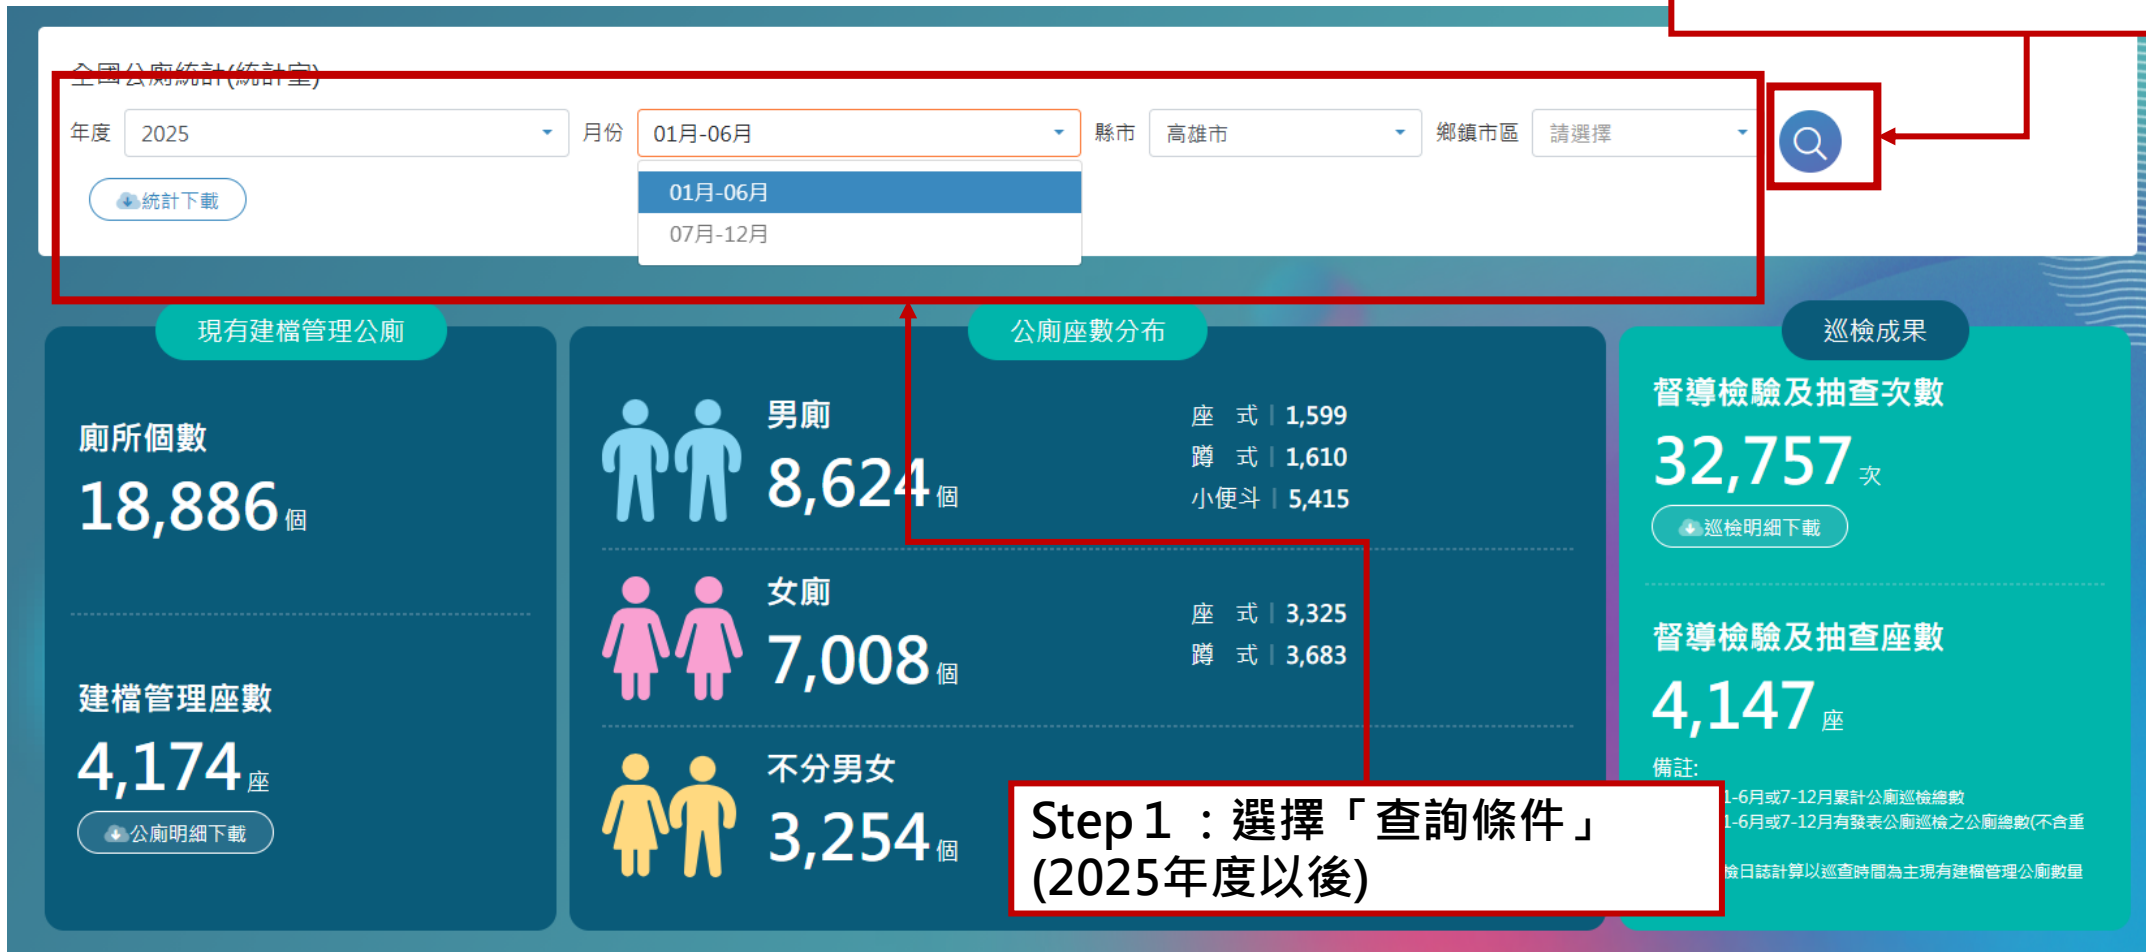 全國公廁統計(統計室)
年度 2025 月份 01月-06月 縣市 高雄市 鄉鎮市區 請選擇
統計下載
01月-06月
07月-12月
現有建檔管理公廁
廁所個數
18,886個
建檔管理座數
4,174座
公廁明細下載
公廁座數分布
男廁
8,624個
座 式 | 1,599
蹲 式 | 1,610
小便斗 | 5,415
女廁
7,008個
座 式 | 3,325
蹲 式 | 3,683
不分男女
3,254個
Step 1 ：選擇「查詢條件」
(2025年度以後)
巡檢成果
督導檢驗及抽查次數
32,757次
巡檢明細下載
督導檢驗及抽查座數
4,147座
備註:
1-6月或7-12月累計公廁巡檢總數
1-6月或7-12月有發表公廁巡檢之公廁總數(不含重
檢日誌計算以巡查時間為主現有建檔管理公廁數量